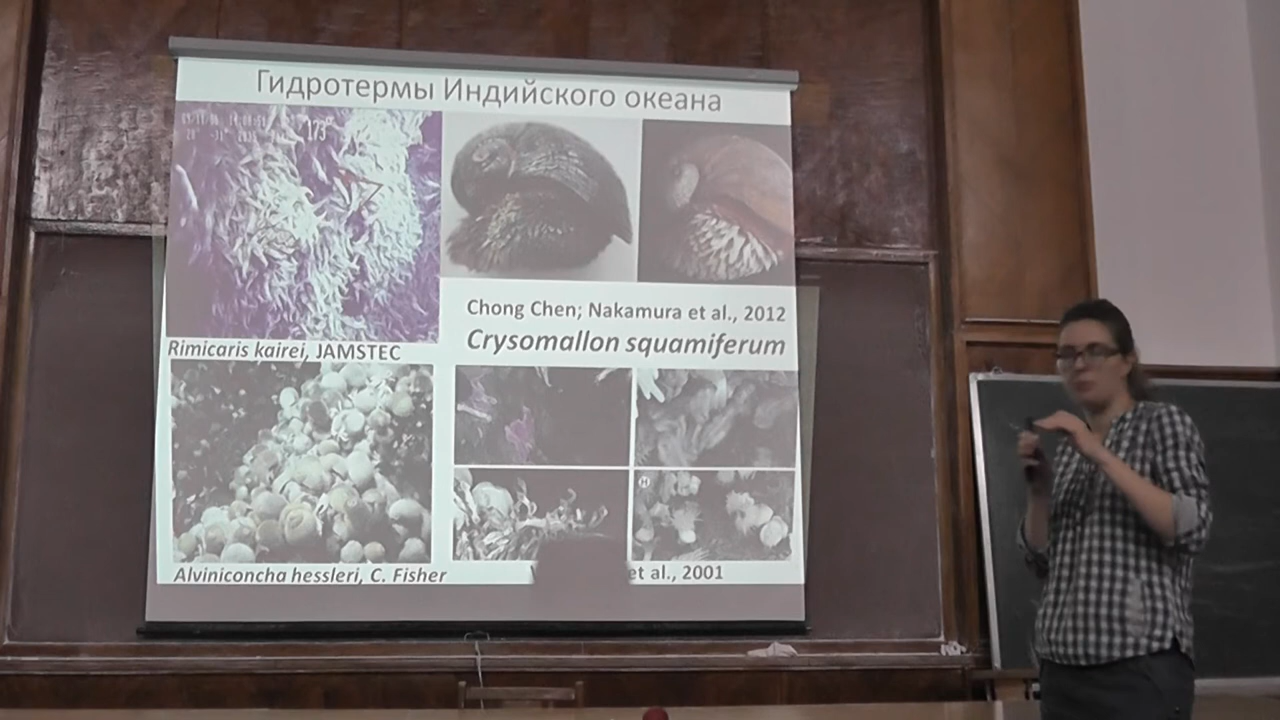 Гидротермы Индийского океана
173°
Chong Chen; Nakamura et al., 2012
Crysomallon squamiferum
Rimicaris kairei, JAMSTEC
H
Alviniconcha hessleri, C. Fisher
et al., 2001